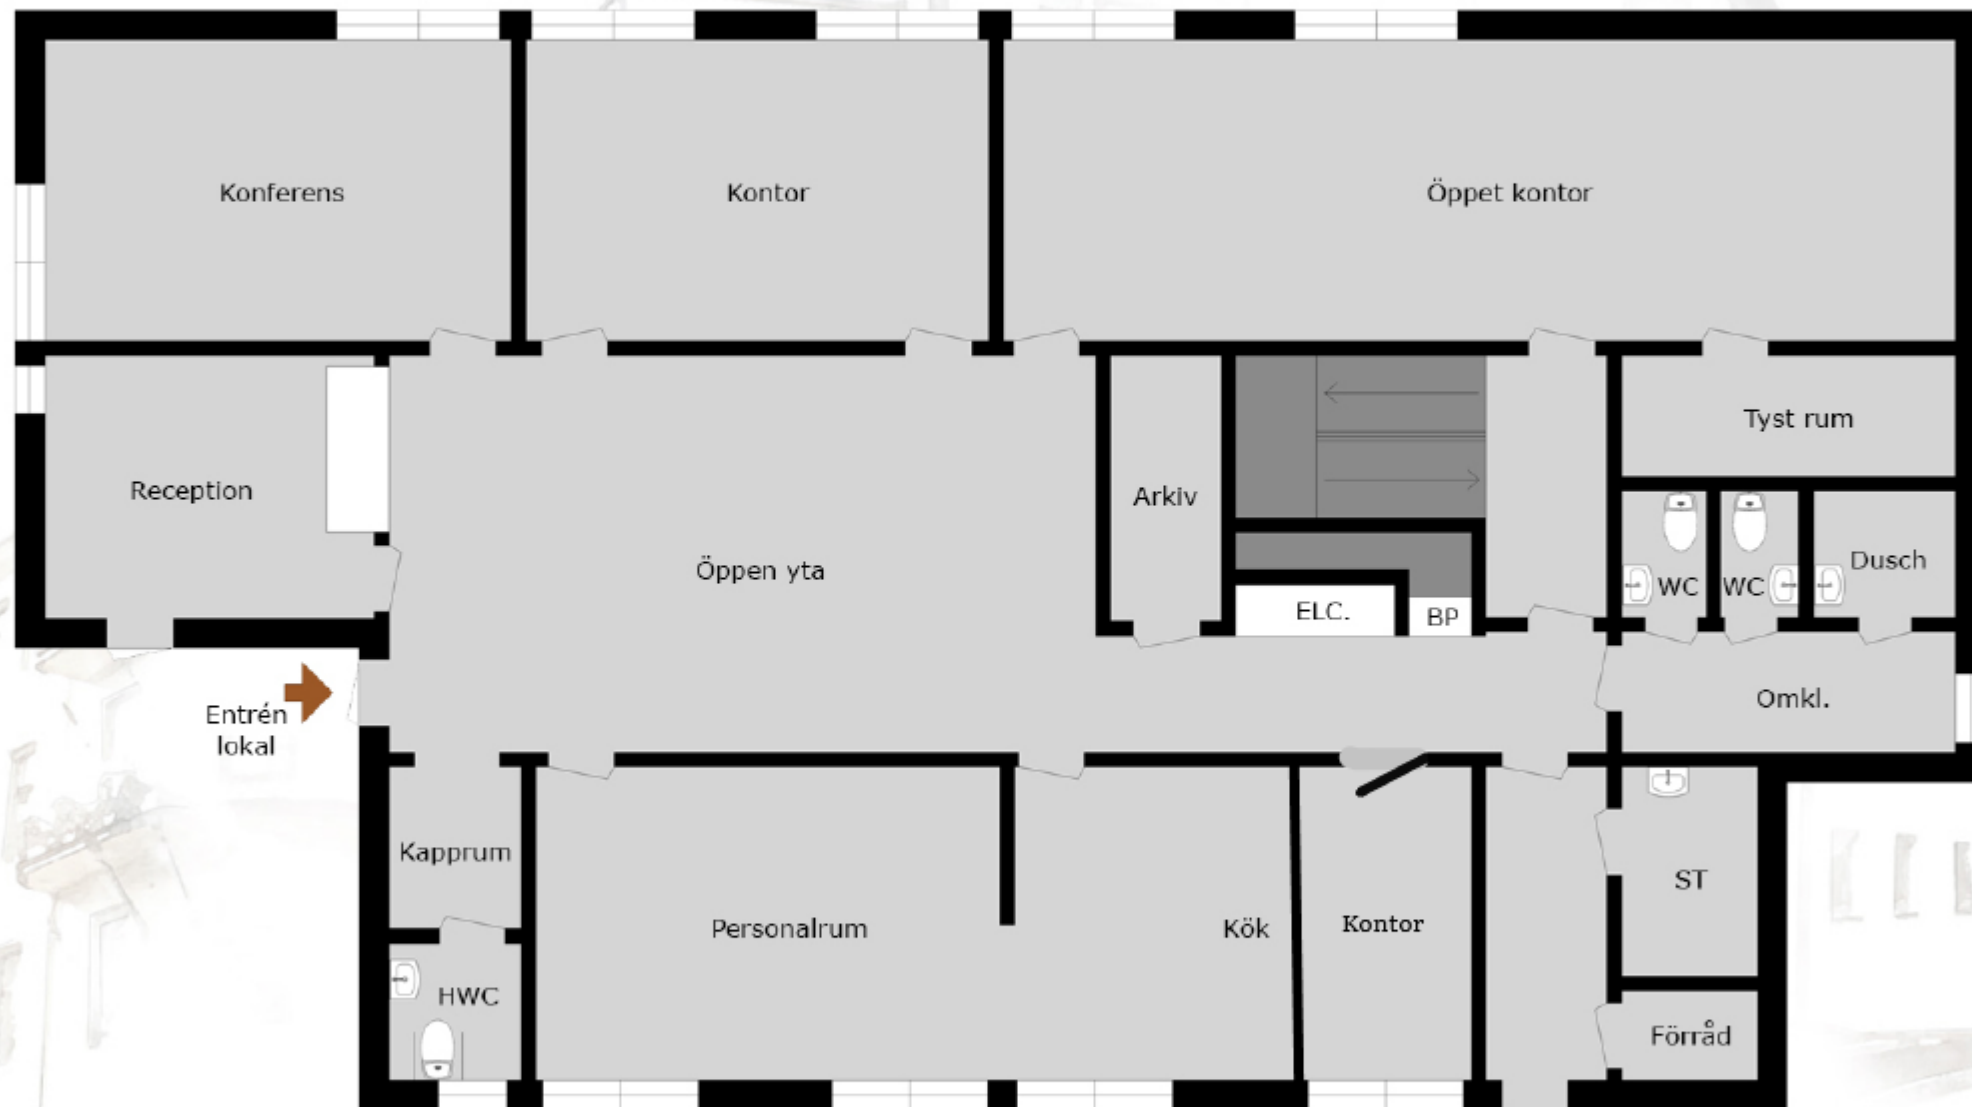 Konferens
Kontor
Öppet kontor
Tyst rum
Reception
Arkiv
Öppen yta
Dusch
WC
WC
ELC.
BP
Omkl.
Entrén
lokal
Kapprum
ST
Personalrum
Kök
Kontor
HWC
Förråd